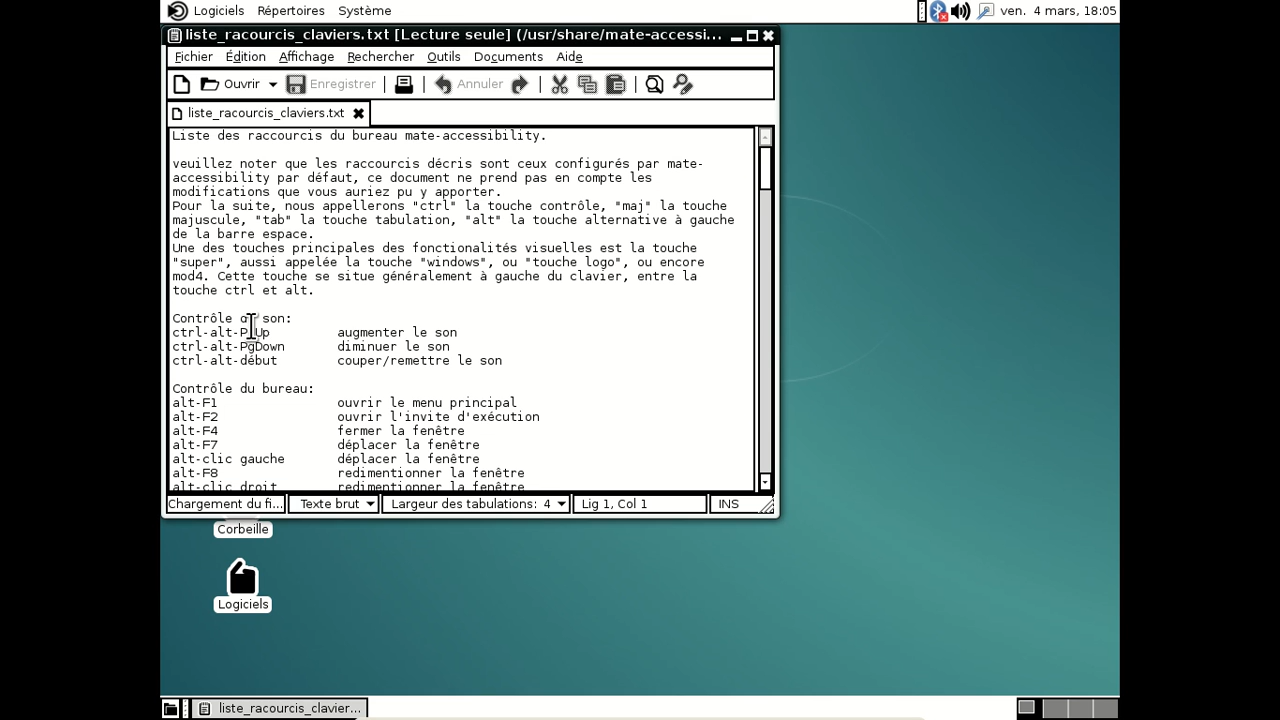 Logiciels Répertoires Système ven. 4 mars, 18:05
liste_racourcis_claviers.txt [Lecture seule] (/usr/share/mate-accessi...
Fichier Édition Affichage Rechercher Outils Documents Aide
Ouvrir Enregistrer Annuler
liste_racourcis_claviers.txt
Liste des raccourcis du bureau mate-accessibility.
veuillez noter que les raccourcis décris sont ceux configurés par mate-
accessibility par défaut, ce document ne prend pas en compte les
modifications que vous auriez pu y apporter.
Pour la suite, nous appellerons "ctrl" la touche contrôle, "maj" la touche
majuscule, "tab" la touche tabulation, "alt" la touche alternative à gauche
de la barre espace.
Une des touches principales des fonctionalités visuelles est la touche
"super", aussi appelée la touche "windows", ou "touche logo", ou encore
mod4. Cette touche se situe généralement à gauche du clavier, entre la
touche ctrl et alt.
Contrôle du son:
ctrl-alt-PgUp augmenter le son
ctrl-alt-PgDown diminuer le son
ctrl-alt-début couper/remettre le son
Contrôle du bureau:
alt-F1 ouvrir le menu principal
alt-F2 ouvrir l'invite d'exécution
alt-F4 fermer la fenêtre
alt-F7 déplacer la fenêtre
alt-clic gauche déplacer la fenêtre
alt-F8 redimentionner la fenêtre
alt-clic droit redimentionner la fenêtre
Chargement du fi... Texte brut Largeur des tabulations: 4 Lig 1, Col 1 INS
Corbeille
Logiciels
liste_racourcis_clavier...